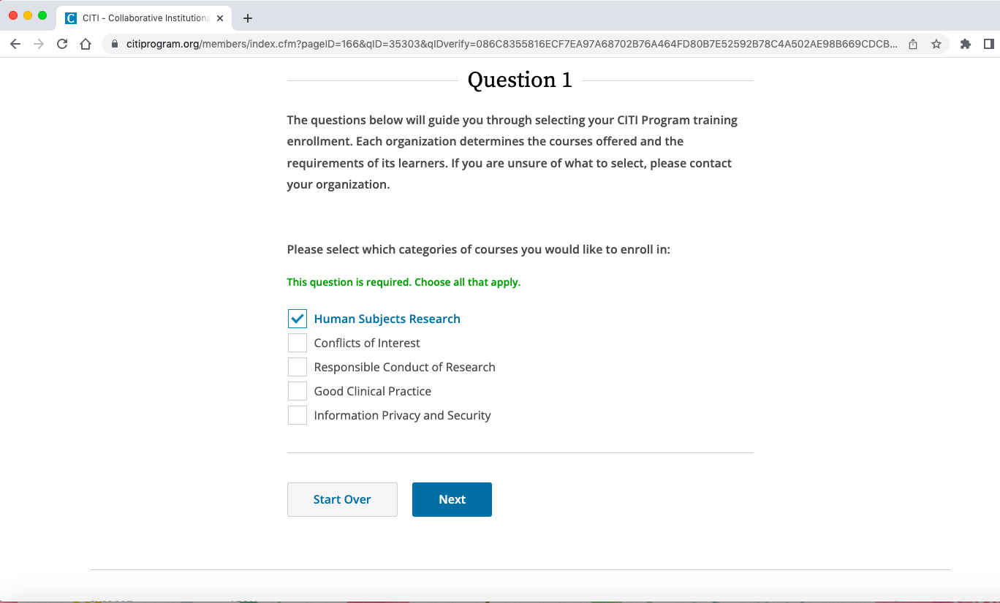 CITI - Collaborative Institutiona
citiprogram.org/members/index.cfm?pageID=166&qID=35303&qIDverify=086C8355816ECF7EA97A68702B76A464FD80B7E52592B78C4A502AE98B669CDCB...
Question 1
The questions below will guide you through selecting your CITI Program training
enrollment. Each organization determines the courses offered and the
requirements of its learners. If you are unsure of what to select, please contact
your organization.
Please select which categories of courses you would like to enroll in:
This question is required. Choose all that apply.
Human Subjects Research
Conflicts of Interest
Responsible Conduct of Research
Good Clinical Practice
Information Privacy and Security
Start Over
Next